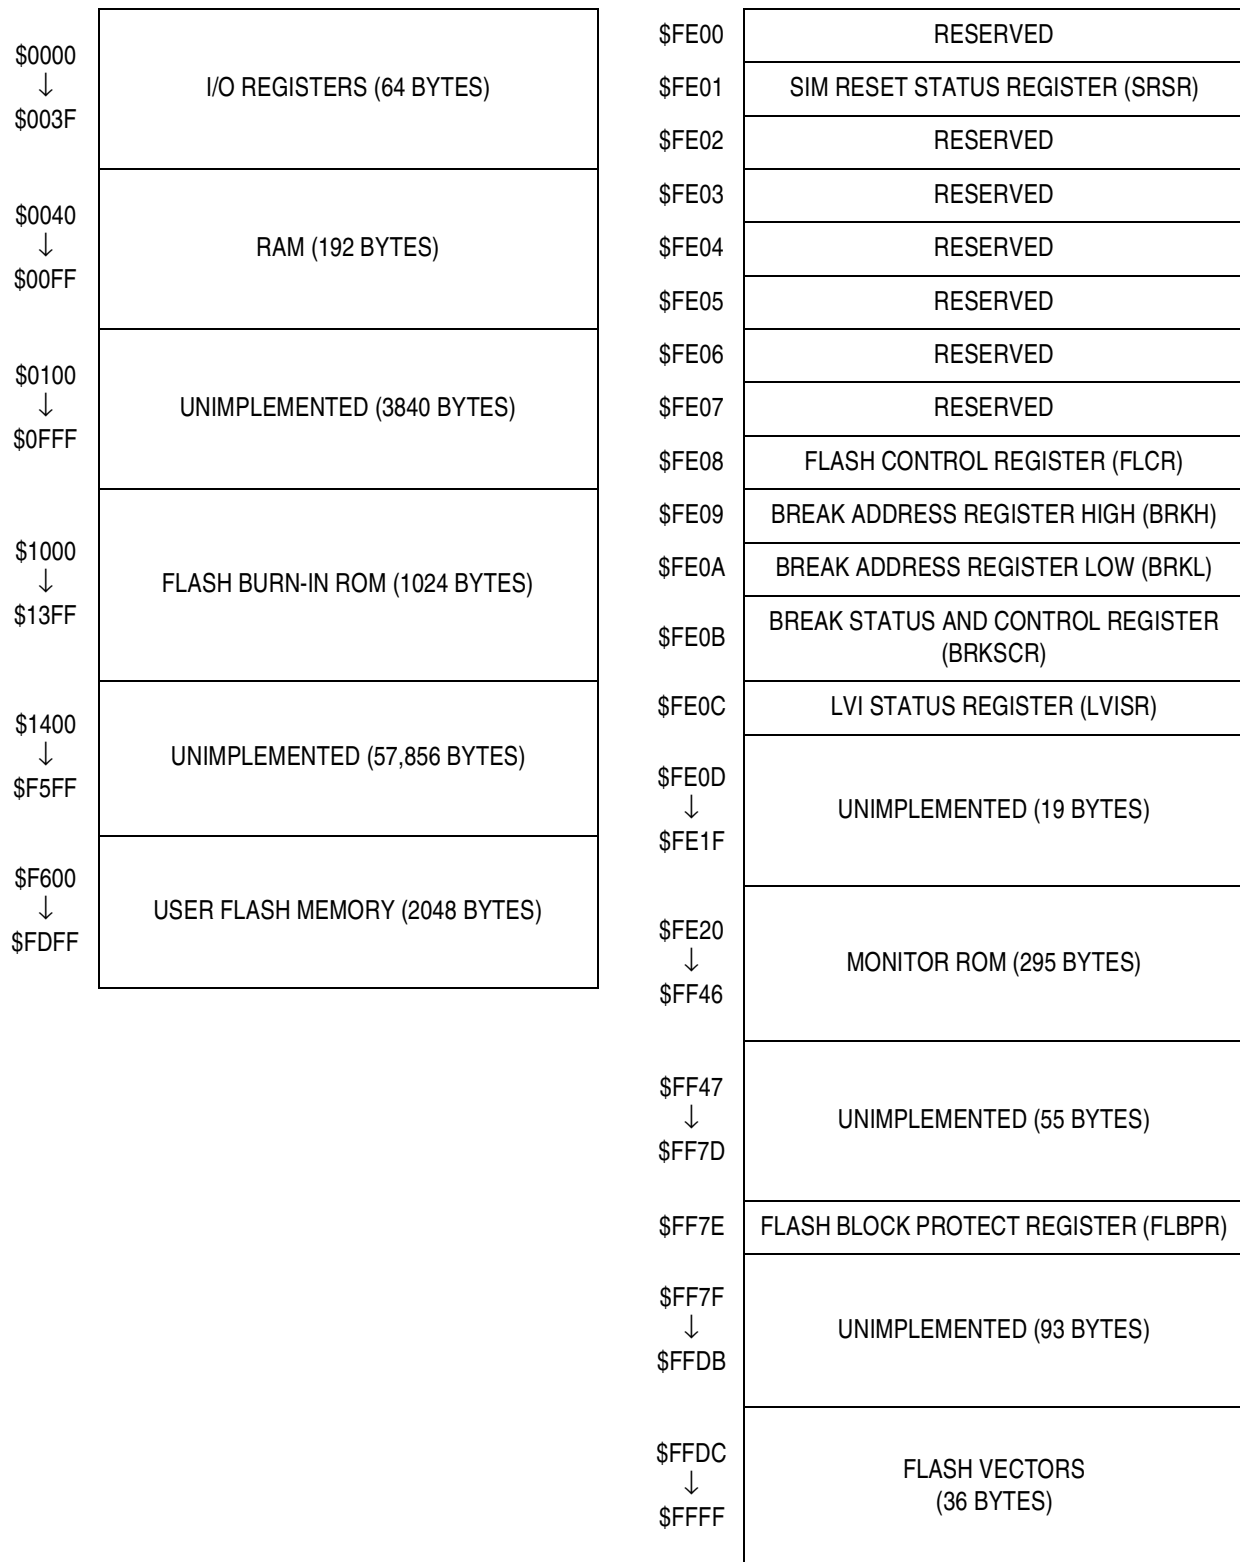 $0000
↓
$003F
I/O REGISTERS (64 BYTES)
$0040
↓
$00FF
RAM (192 BYTES)
$0100
↓
$0FFF
UNIMPLEMENTED (3840 BYTES)
$1000
↓
$13FF
FLASH BURN-IN ROM (1024 BYTES)
$1400
↓
$F5FF
UNIMPLEMENTED (57,856 BYTES)
$F600
↓
$FDFF
USER FLASH MEMORY (2048 BYTES)
$FE00 RESERVED
$FE01 SIM RESET STATUS REGISTER (SRSR)
$FE02 RESERVED
$FE03 RESERVED
$FE04 RESERVED
$FE05 RESERVED
$FE06 RESERVED
$FE07 RESERVED
$FE08 FLASH CONTROL REGISTER (FLCR)
$FE09 BREAK ADDRESS REGISTER HIGH (BRKH)
$FE0A BREAK ADDRESS REGISTER LOW (BRKL)
$FE0B BREAK STATUS AND CONTROL REGISTER
(BRKSCR)
$FE0C LVI STATUS REGISTER (LVISR)
$FE0D
↓
$FE1F
UNIMPLEMENTED (19 BYTES)
$FE20
↓
$FF46
MONITOR ROM (295 BYTES)
$FF47
↓
$FF7D
UNIMPLEMENTED (55 BYTES)
$FF7E FLASH BLOCK PROTECT REGISTER (FLBPR)
$FF7F
↓
$FFDB
UNIMPLEMENTED (93 BYTES)
$FFDC
↓
$FFFF
FLASH VECTORS
(36 BYTES)